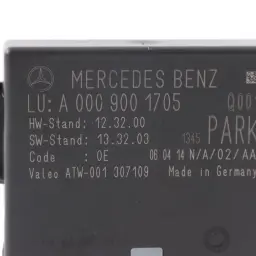 MERCEDES BENZ
LU: A 000 900 1705
HW-Stand: 12.32.00
SW-Stand: 13.32.03 1345 PARK
Code : 0E 06 04 14 N/A/02/AA
Valeo ATW-001 307109 Made in Germany